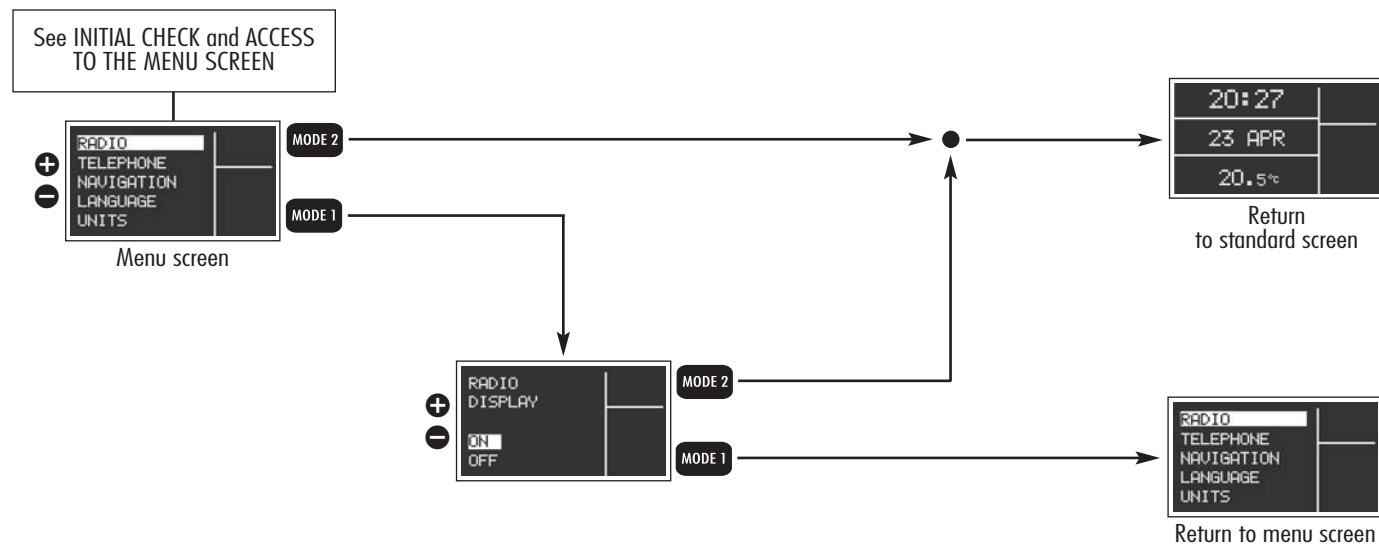 See INITIAL CHECK and ACCESS
TO THE MENU SCREEN
RADIO
TELEPHONE
NAVIGATION
LANGUAGE
UNITS
MODE 2
MODE 1
Menu screen
20:27
23 APR
20.5°c
Return
to standard screen
RADIO
DISPLAY
ON
OFF
MODE 2
MODE 1
RADIO
TELEPHONE
NAVIGATION
LANGUAGE
UNITS
Return to menu screen